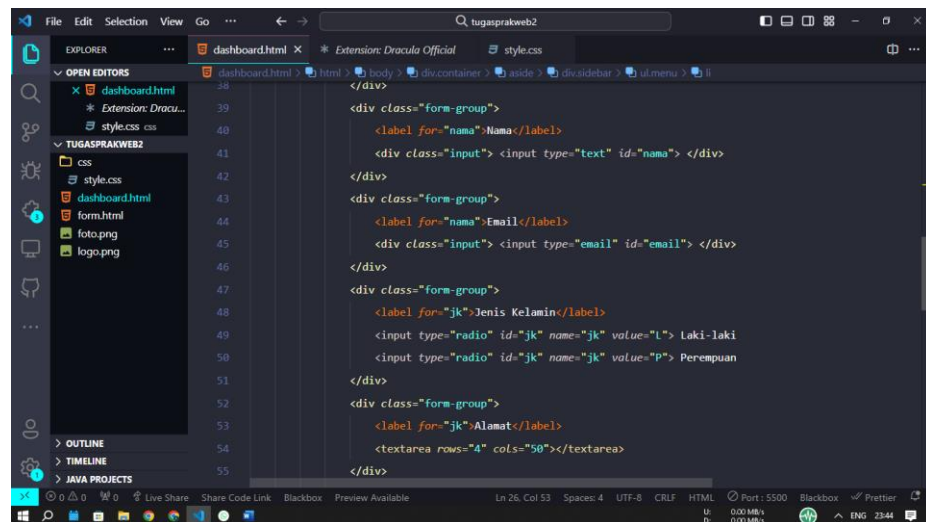 File Edit Selection View Go ··· tugasprakweb2
EXPLORER ···
dashboard.html × Extension: Dracula Official style.css ···
OPEN EDITORS
× dashboard.html
Extension: Dracu...
style.css css
TUGASPRAKWEB2
css
style.css
dashboard.html
form.html
foto.png
logo.png
OUTLINE
TIMELINE
JAVA PROJECTS
dashboard.html > html > body > div.container > aside > div.sidebar > ul.menu > li
38 </div>
39 <div class="form-group">
40 <label for="nama">Nama</label>
41 <div class="input"> <input type="text" id="nama"> </div>
42 </div>
43 <div class="form-group">
44 <label for="nama">Email</label>
45 <div class="input"> <input type="email" id="email"> </div>
46 </div>
47 <div class="form-group">
48 <label for="jk">Jenis Kelamin</label>
49 <input type="radio" id="jk" name="jk" value="L"> Laki-laki
50 <input type="radio" id="jk" name="jk" value="P"> Perempuan
51 </div>
52 <div class="form-group">
53 <label for="jk">Alamat</label>
54 <textarea rows="4" cols="50"></textarea>
55 </div>
0 0 0 Live Share Share Code Link Blackbox Preview Available Ln 26, Col 53 Spaces: 4 UTF-8 CRLF HTML Port : 5500 Blackbox Prettier
U: 0.00 MB/s
D: 0.00 MB/s
ENG 23:44